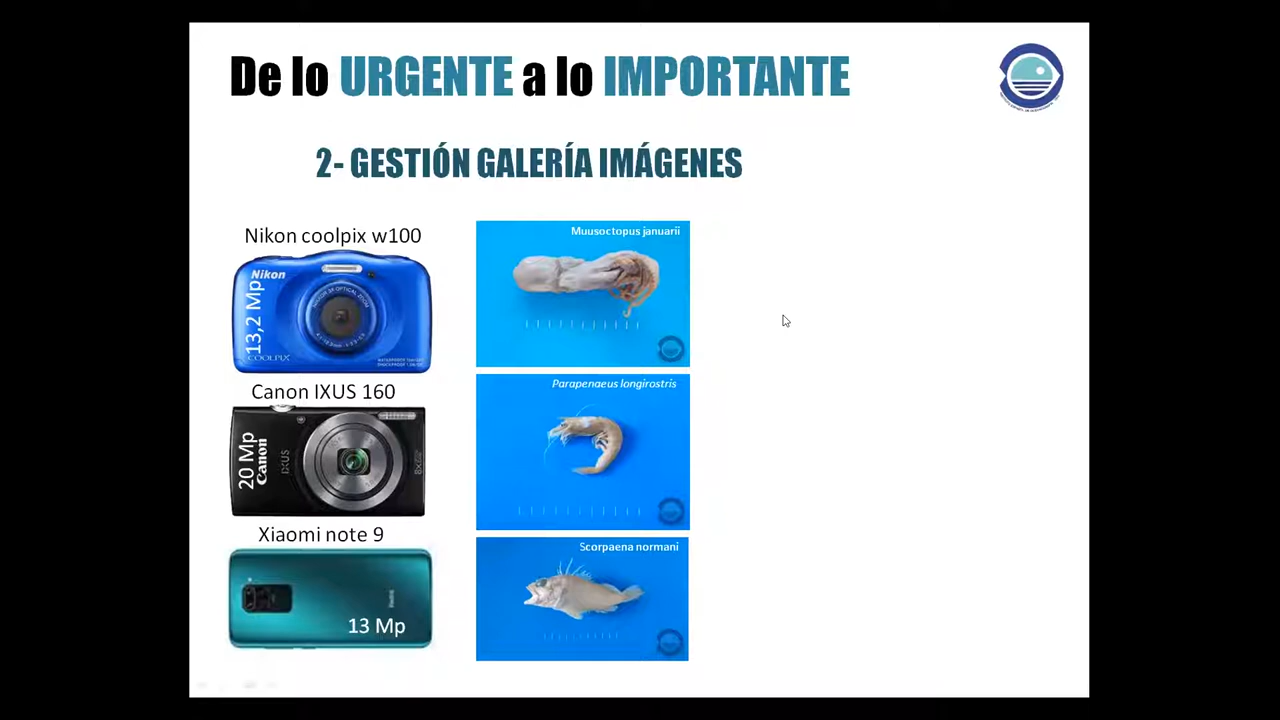 De lo URGENTE a lo IMPORTANTE
2- GESTIÓN GALERÍA IMÁGENES
Nikon coolpix w100
Nikon
13,2 Mp
COOLPIX
Muusoctopus januarii
Canon IXUS 160
20 Mp
Canon
IXUS
Parapenaeus longirostris
Xiaomi note 9
13 Mp
Scorpaena normani